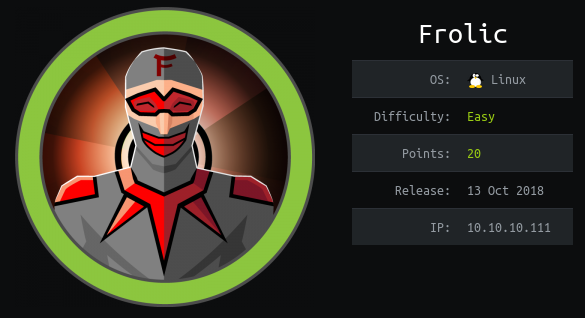 F
Frolic
OS: Linux
Difficulty: Easy
Points: 20
Release: 13 Oct 2018
IP: 10.10.10.111